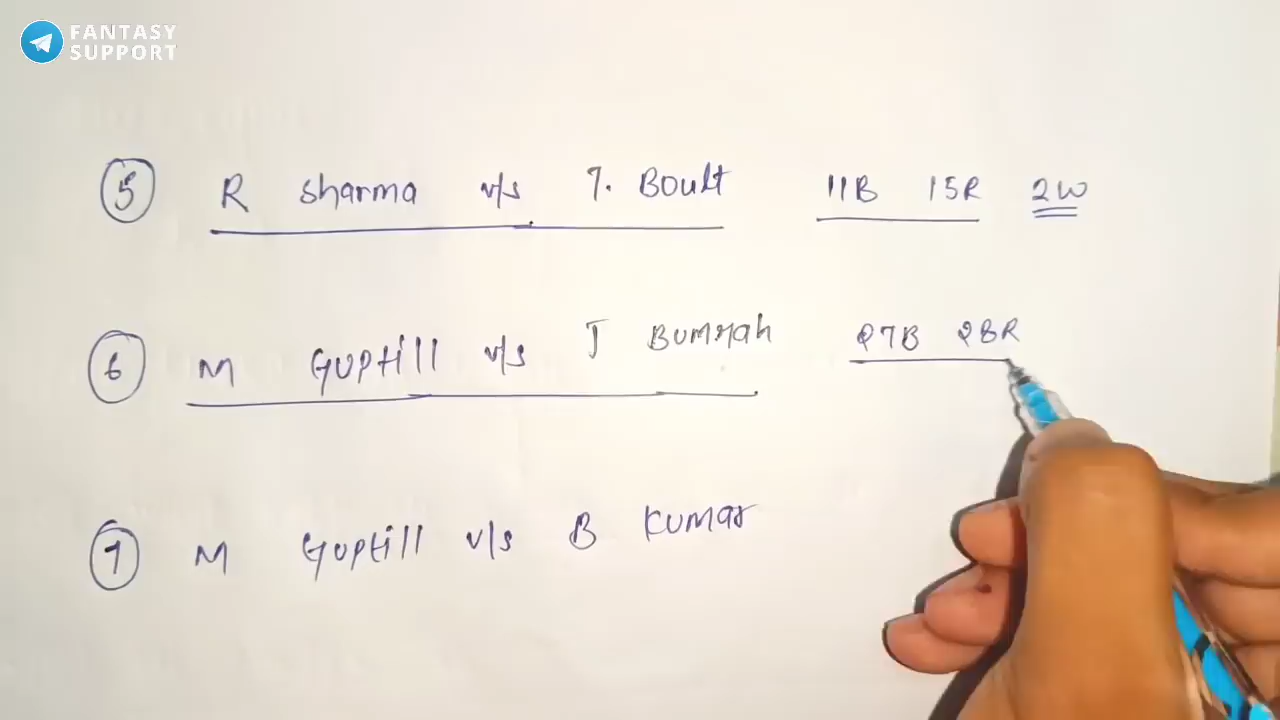 FANTASY
SUPPORT
5 R Sharma v/s T. Boult 11B 15R 2W
6 M Guptill v/s J Bumrah 27B 28R
7 M Guptill v/s B Kumar